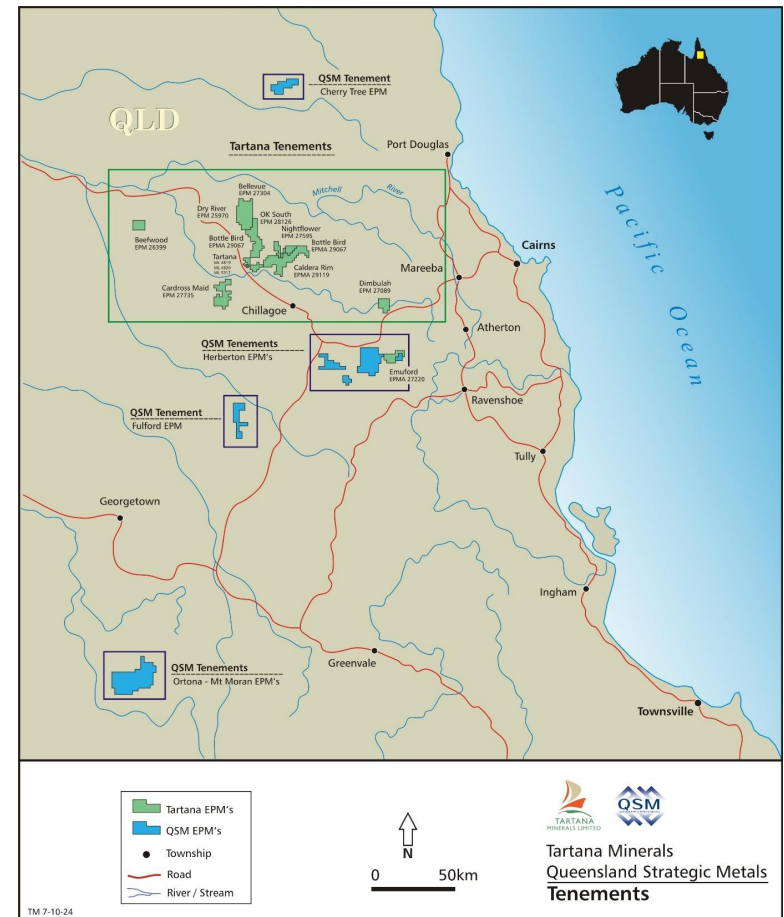 QSM Tenement
Cherry Tree EPM
QLD
Tartana Tenements
Port Douglas
Mitchell River
Bellevue
EPM 27304
Dry River
EPM 25970
OK South
EPM 28126
Nightflower
EPM 27595
Beefwood
EPM 26399
Bottle Bird
EPMA 29067
Bottle Bird
EPMA 29067
Tartana
Caldera Rim
EPMA 29119
Cardross Maid
EPM 27735
Dimbulah
EPM 27089
Mareeba
Cairns
Chillagoe
Pacific Ocean
Atherton
QSM Tenements
Herberton EPM's
Emuford
EPMA 27220
Ravenshoe
QSM Tenement
Fulford EPM
Tully
Georgetown
Ingham
Greenvale
QSM Tenements
Ortona - Mt Moran EPM's
Townsville
Tartana EPM's
QSM EPM's
Township
Road
River / Stream
N
0 50km
TARTANA
MINERALS LIMITED
QSM
Tartana Minerals
Queensland Strategic Metals
Tenements
TM 7-10-24